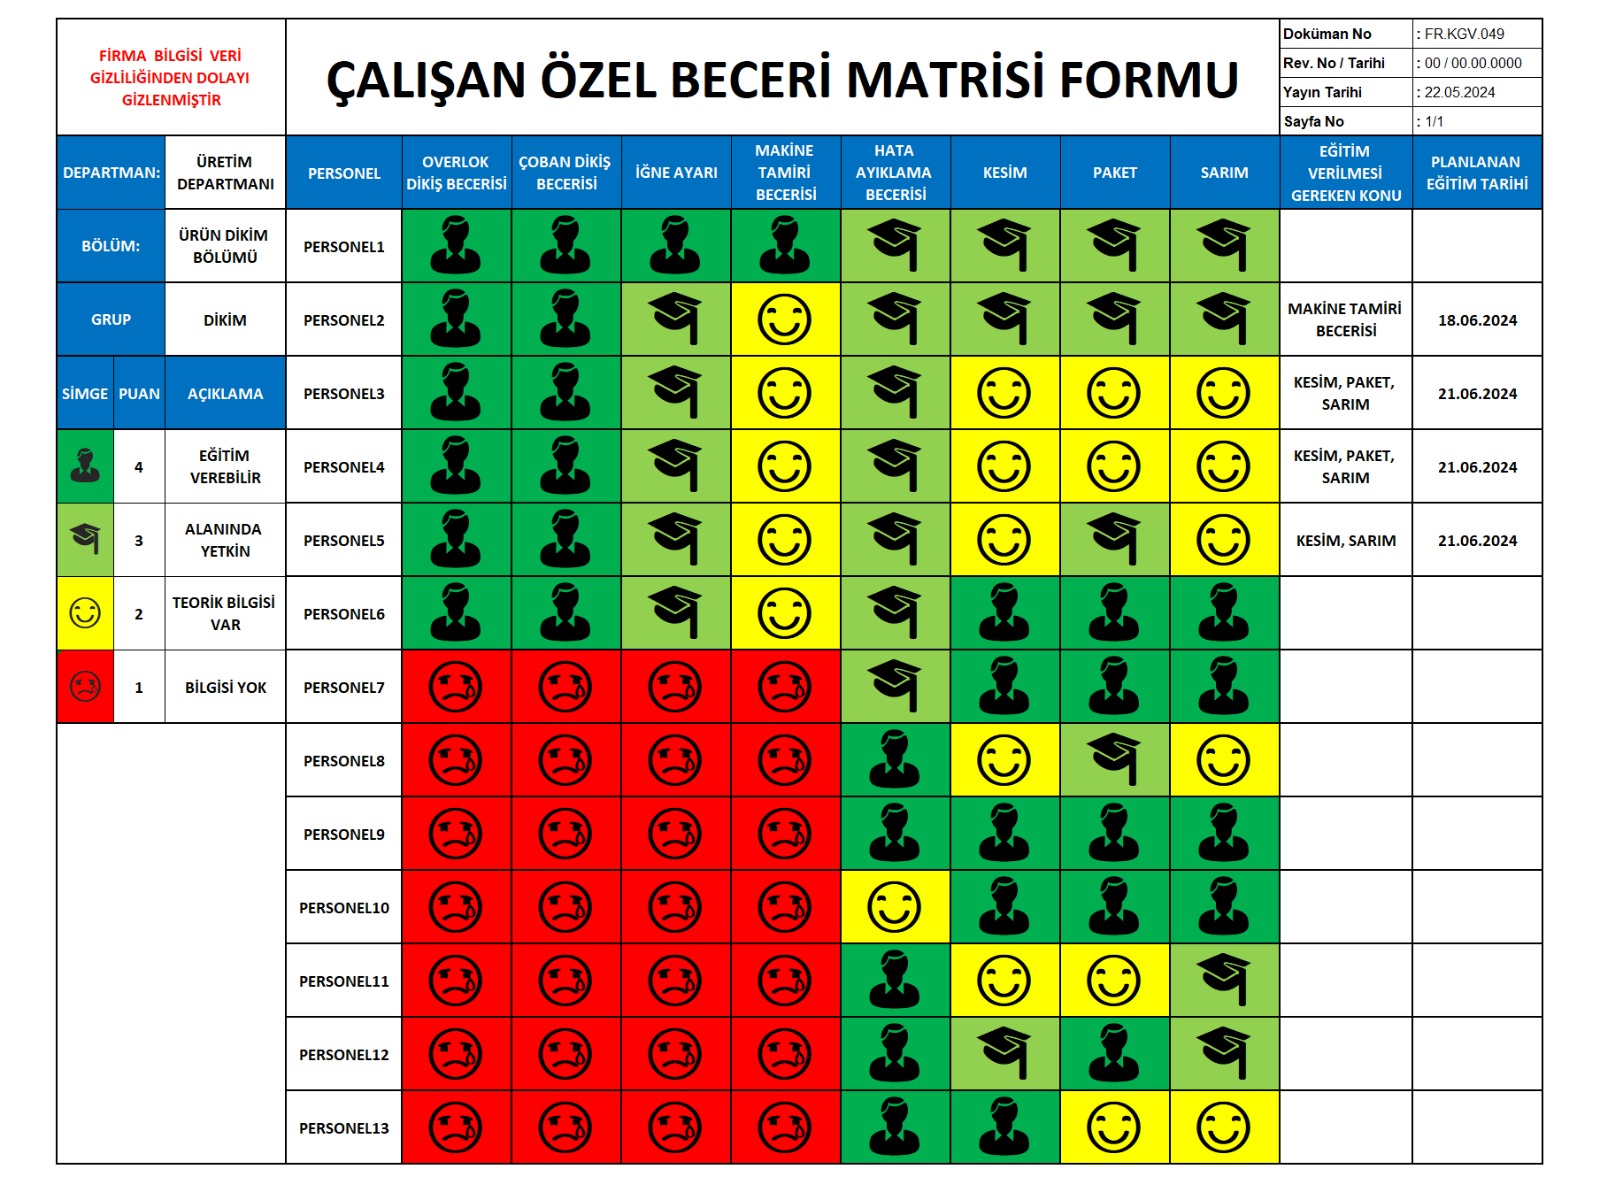 FİRMA BİLGİSİ VERİ
GİZLİLİĞİNDEN DOLAYI
GİZLENMİŞTİR
ÇALIŞAN ÖZEL BECERİ MATRİSİ FORMU
Doküman No : FR.KGV.049
Rev. No / Tarihi : 00 / 00.00.0000
Yayın Tarihi : 22.05.2024
Sayfa No : 1/1
DEPARTMAN:
ÜRETİM
DEPARTMANI
PERSONEL
OVERLOK
DİKİŞ BECERİSİ
ÇOBAN DİKİŞ
BECERİSİ
İĞNE AYARI
MAKİNE
TAMİRİ
BECERİSİ
HATA
AYIKLAMA
BECERİSİ
KESİM
PAKET
SARIM
EĞİTİM
VERİLMESİ
GEREKEN KONU
PLANLANAN
EĞİTİM TARİHİ
BÖLÜM:
ÜRÜN DİKİM
BÖLÜMÜ
PERSONEL1
GRUP
DİKİM
PERSONEL2
MAKİNE TAMİRİ
BECERİSİ
18.06.2024
SİMGE
PUAN
AÇIKLAMA
PERSONEL3
KESİM, PAKET,
SARIM
21.06.2024
4
EĞİTİM
VEREBİLİR
PERSONEL4
KESİM, PAKET,
SARIM
21.06.2024
3
ALANINDA
YETKİN
PERSONEL5
KESİM, SARIM
21.06.2024
2
TEORİK BİLGİSİ
VAR
PERSONEL6
1
BİLGİSİ YOK
PERSONEL7
PERSONEL8
PERSONEL9
PERSONEL10
PERSONEL11
PERSONEL12
PERSONEL13